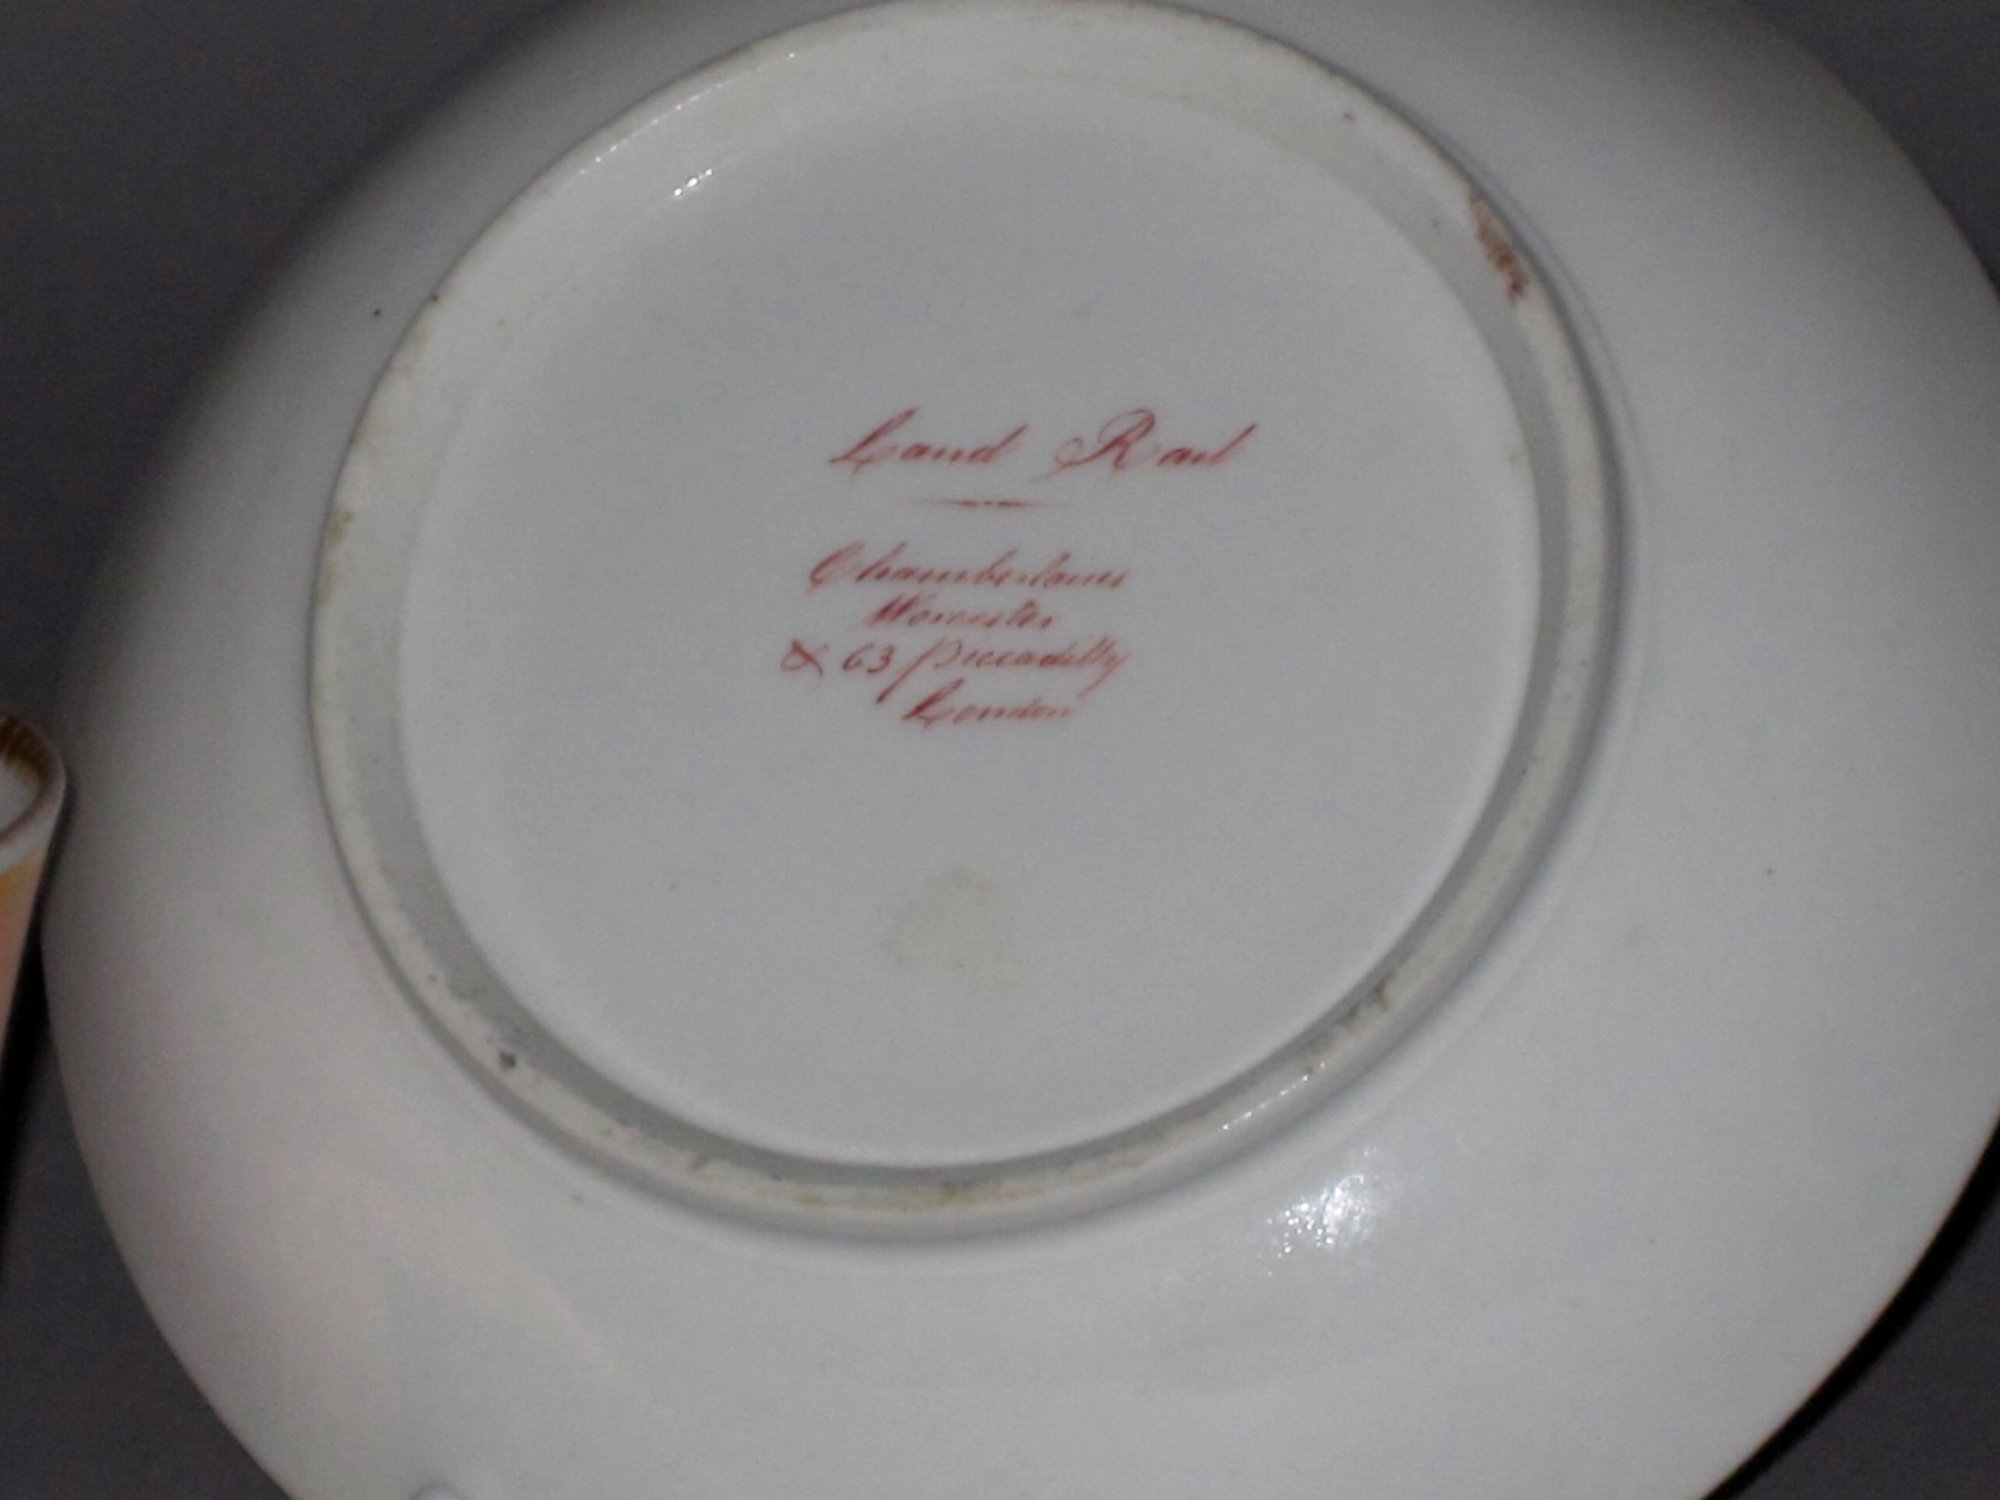 Land Rail
Chamberlains
Worcester
& 63 Piccadilly
London